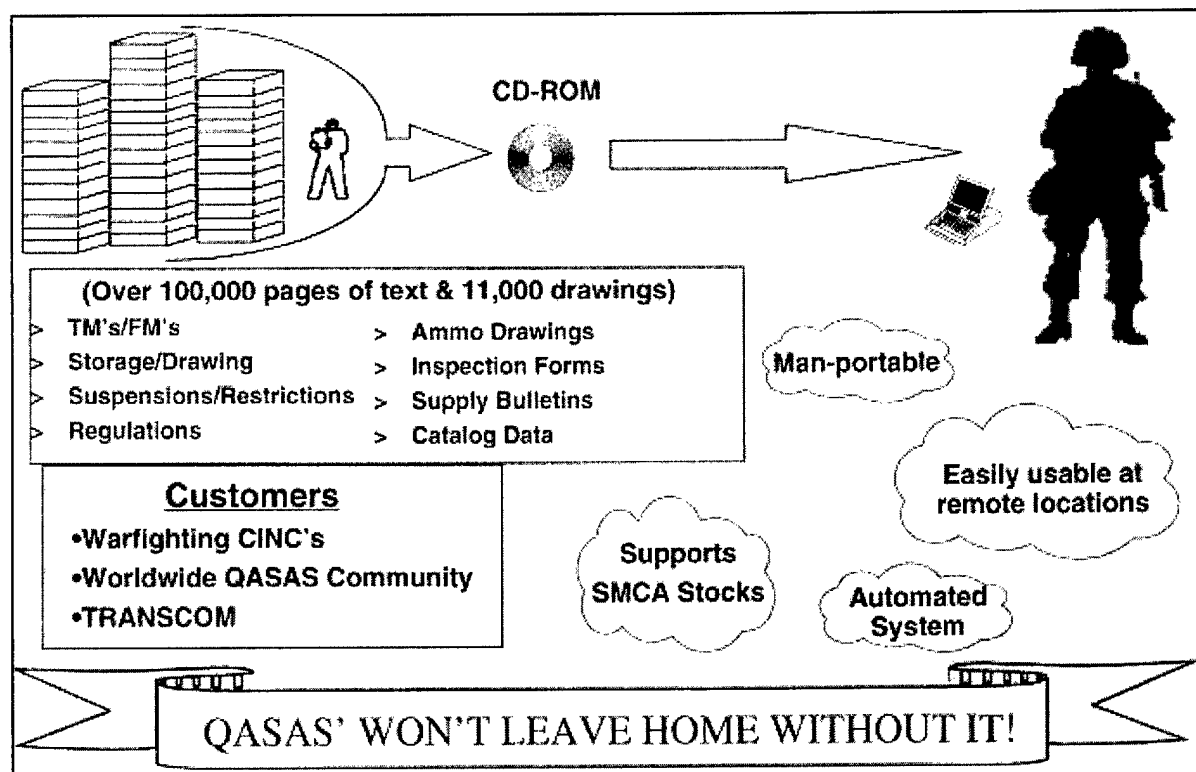 CD-ROM
(Over 100,000 pages of text & 11,000 drawings)
> TM's/FM's
> Storage/Drawing
> Suspensions/Restrictions
> Regulations
> Ammo Drawings
> Inspection Forms
> Supply Bulletins
> Catalog Data
Man-portable
Easily usable at
remote locations
Customers
•Warfighting CINC's
•Worldwide QASAS Community
•TRANSCOM
Supports
SMCA Stocks
Automated
System
QASAS' WON'T LEAVE HOME WITHOUT IT!